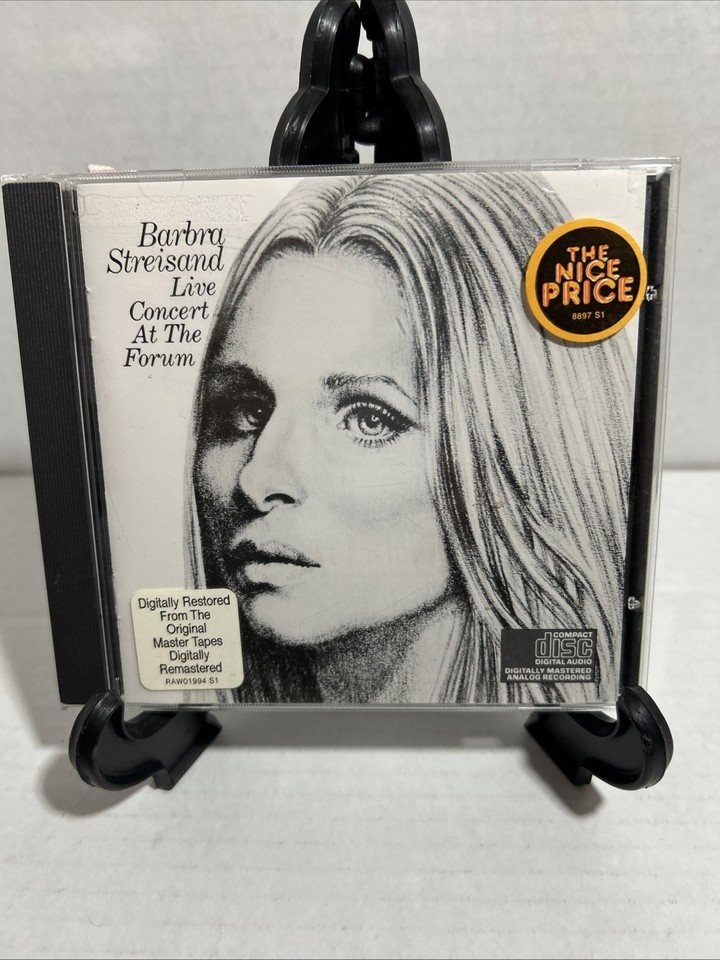 Barbra
Streisand
Live
Concert
At The
Forum
THE
NICE
PRICE
8897 S1
Digitally Restored
From The
Original
Master Tapes
Digitally
Remastered
RAW01994 S1
COMPACT
disc
DIGITAL AUDIO
DIGITALLY MASTERED
ANALOG RECORDING